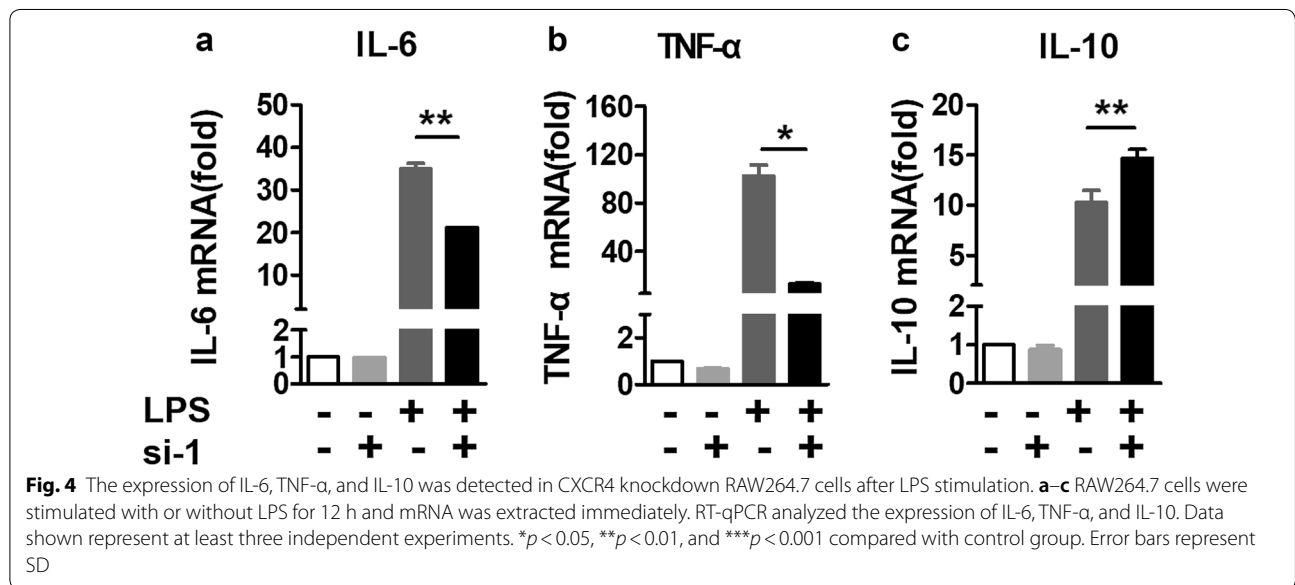 a IL-6 b TNF-α c IL-10
IL-6 mRNA(fold)
50
40
30
20
10
2
1
0
**
TNF-α mRNA(fold)
160
120
80
40
2
0
*
IL-10 mRNA(fold)
20
15
10
5
2
1
0
**
LPS - - + + - - + + - - + +
si-1 - + - + - + - + - + - +
Fig. 4 The expression of IL-6, TNF-α, and IL-10 was detected in CXCR4 knockdown RAW264.7 cells after LPS stimulation. a–c RAW264.7 cells were
stimulated with or without LPS for 12 h and mRNA was extracted immediately. RT-qPCR analyzed the expression of IL-6, TNF-α, and IL-10. Data
shown represent at least three independent experiments. *p < 0.05, **p < 0.01, and ***p < 0.001 compared with control group. Error bars represent
SD